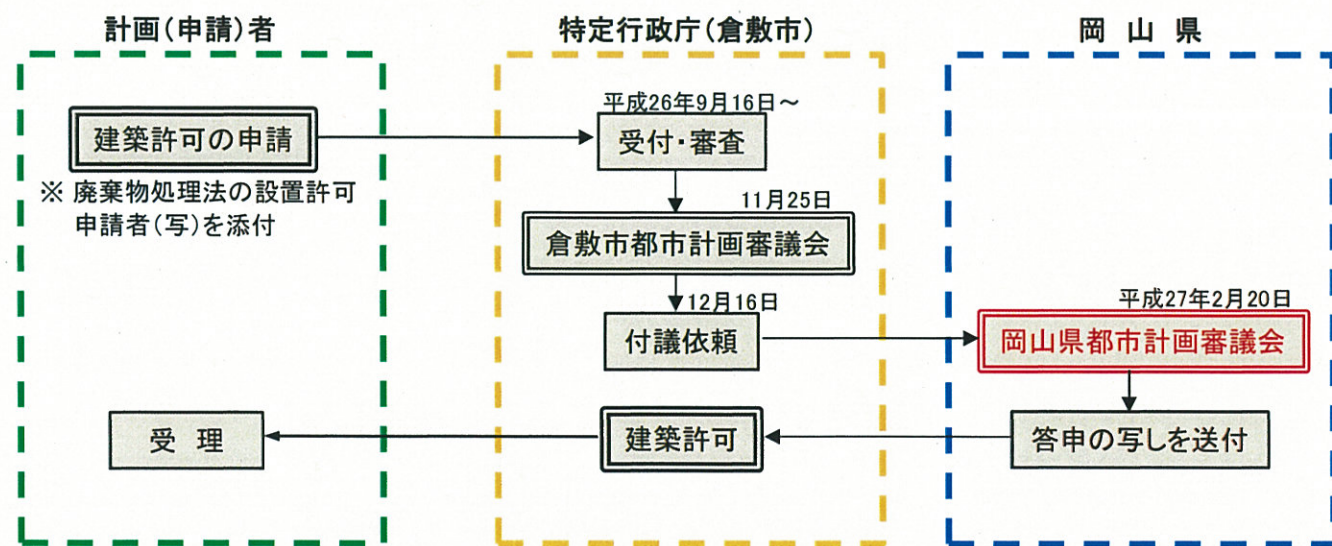 計画(申請)者
特定行政庁(倉敷市)
岡 山 県
平成26年9月16日～
建築許可の申請
受付・審査
※ 廃棄物処理法の設置許可
申請者(写)を添付
11月25日
倉敷市都市計画審議会
12月16日
付議依頼
平成27年2月20日
岡山県都市計画審議会
受 理
建築許可
答申の写しを送付